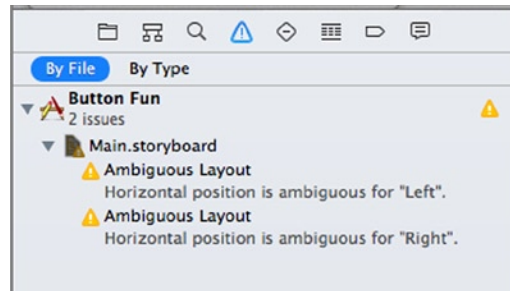 By File By Type
Button Fun
2 issues
Main.storyboard
Ambiguous Layout
Horizontal position is ambiguous for "Left".
Ambiguous Layout
Horizontal position is ambiguous for "Right".